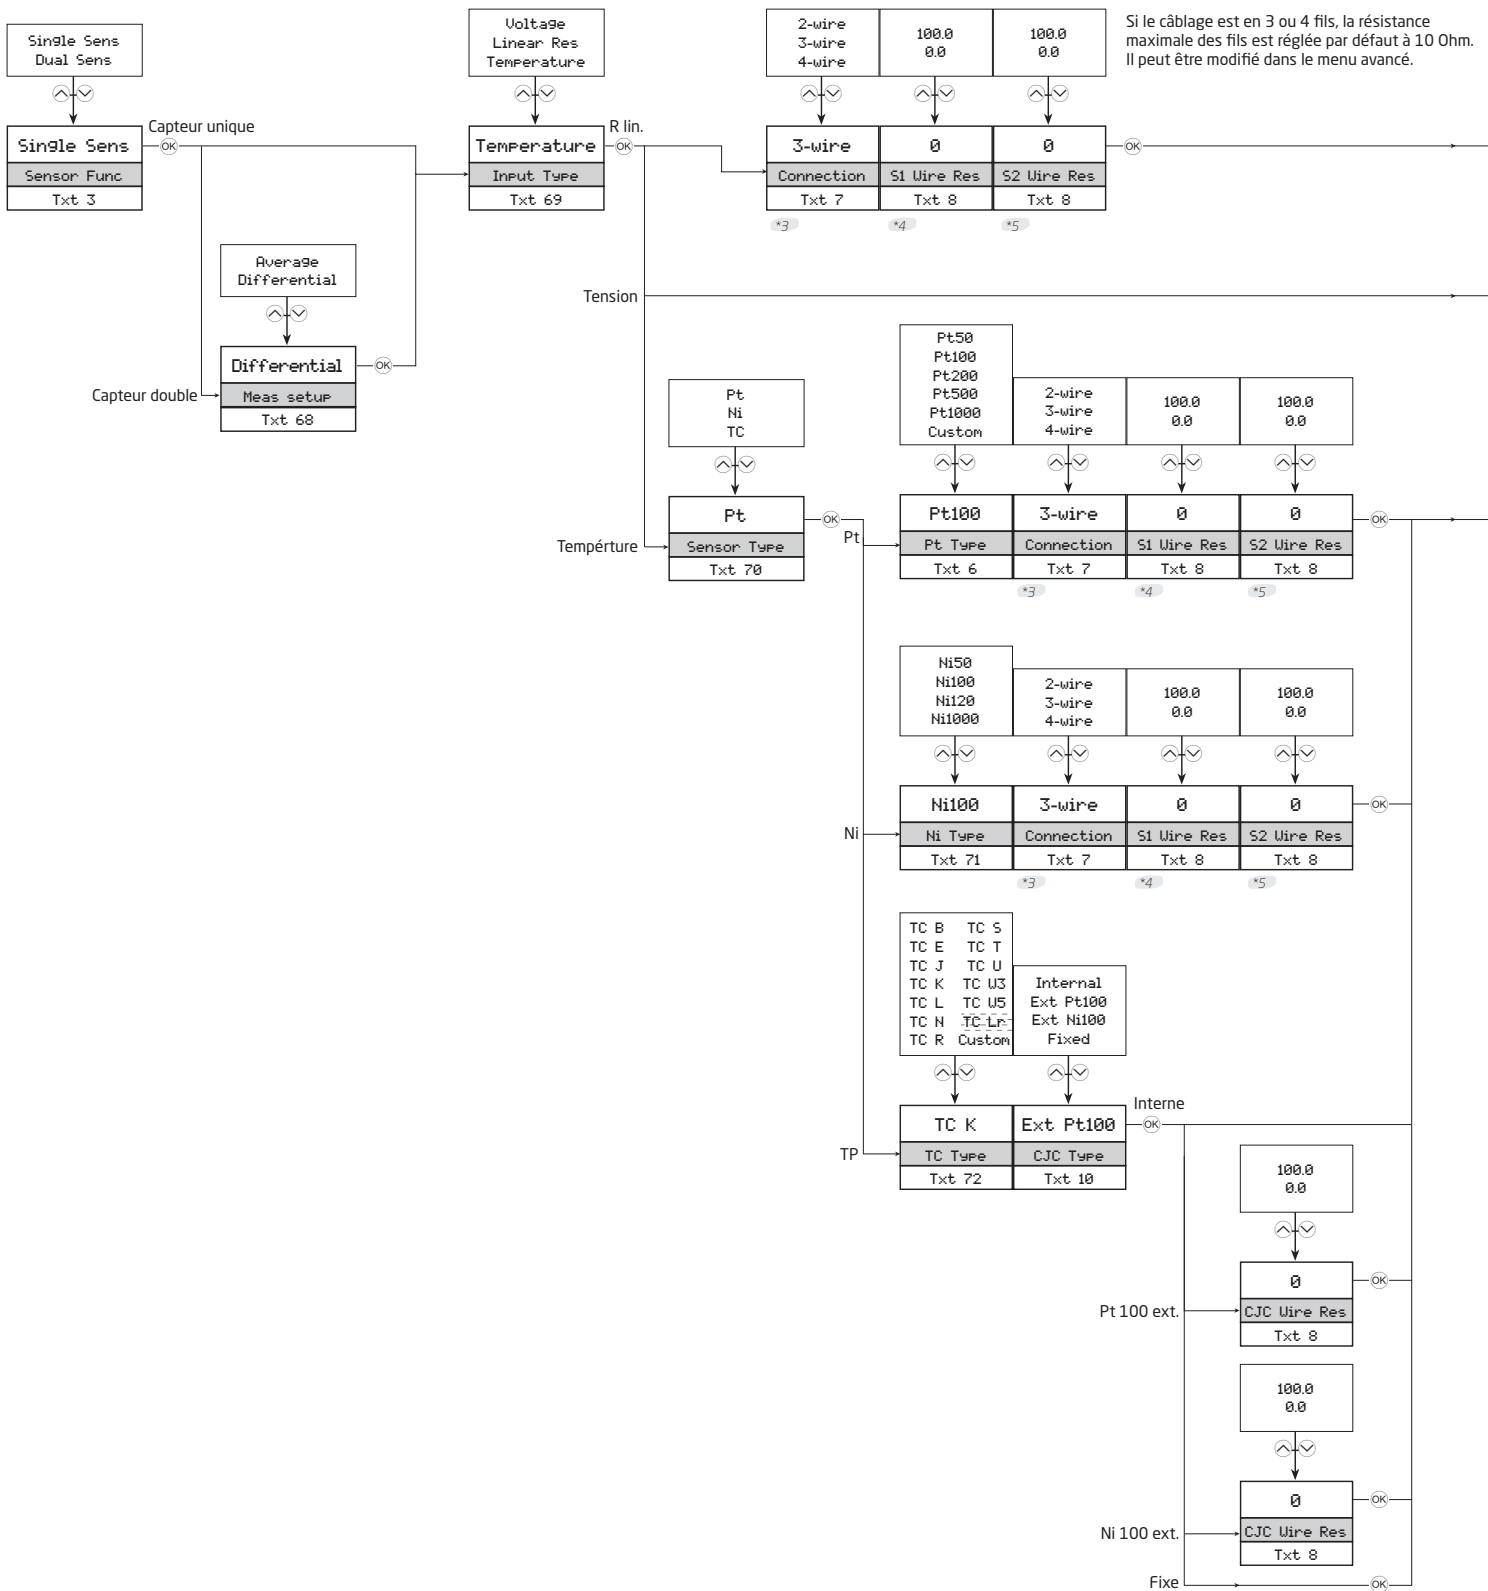 Single Sens
Dual Sens
Single Sens
Sensor Func
Txt 3
Capteur unique
OK
Capteur double
Average
Differential
Differential
Meas setup
Txt 68
OK
Voltage
Linear Res
Temperature
Temperature
Input Type
Txt 69
R lin.
OK
2-wire
3-wire
4-wire
3-wire
Connection
Txt 7
*3
100.0
0.0
0
S1 Wire Res
Txt 8
*4
100.0
0.0
0
S2 Wire Res
Txt 8
*5
OK
Si le câblage est en 3 ou 4 fils, la résistance
maximale des fils est réglée par défaut à 10 Ohm.
Il peut être modifié dans le menu avancé.
Tension
Tempérture
Pt
Ni
TC
Pt
Sensor Type
Txt 70
OK
Pt
Pt50
Pt100
Pt200
Pt500
Pt1000
Custom
Pt100
Pt Type
Txt 6
2-wire
3-wire
4-wire
3-wire
Connection
Txt 7
*3
100.0
0.0
0
S1 Wire Res
Txt 8
*4
100.0
0.0
0
S2 Wire Res
Txt 8
*5
OK
Ni
Ni50
Ni100
Ni120
Ni1000
Ni100
Ni Type
Txt 71
2-wire
3-wire
4-wire
3-wire
Connection
Txt 7
*3
100.0
0.0
0
S1 Wire Res
Txt 8
*4
100.0
0.0
0
S2 Wire Res
Txt 8
*5
OK
TP
TC B TC S
TC E TC T
TC J TC U
TC K TC W3
TC L TC W5
TC N TC Lr
TC R Custom
TC K
TC Type
Txt 72
Internal
Ext Pt100
Ext Ni100
Fixed
Ext Pt100
CJC Type
Txt 10
Interne
OK
Pt 100 ext.
100.0
0.0
0
CJC Wire Res
Txt 8
OK
Ni 100 ext.
100.0
0.0
0
CJC Wire Res
Txt 8
OK
Fixe
OK